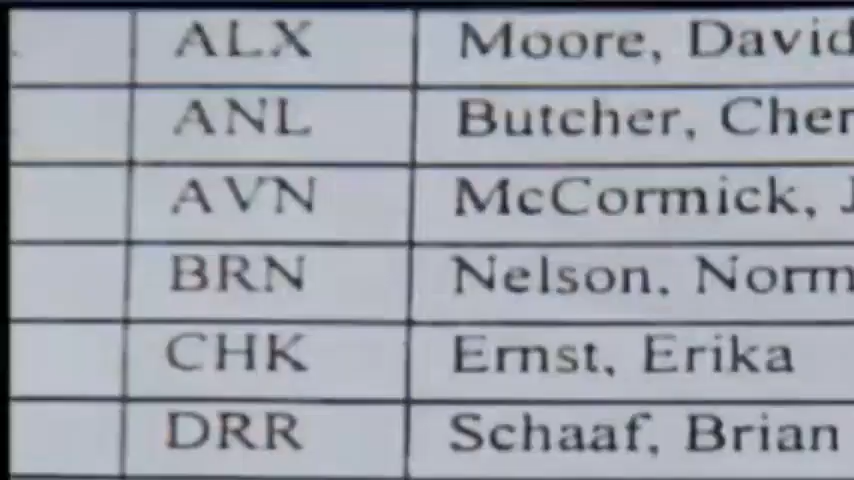 ALX Moore, David
ANL Butcher, Cher
AVN McCormick, J
BRN Nelson, Norm
CHK Ernst, Erika
DRR Schaaf, Brian